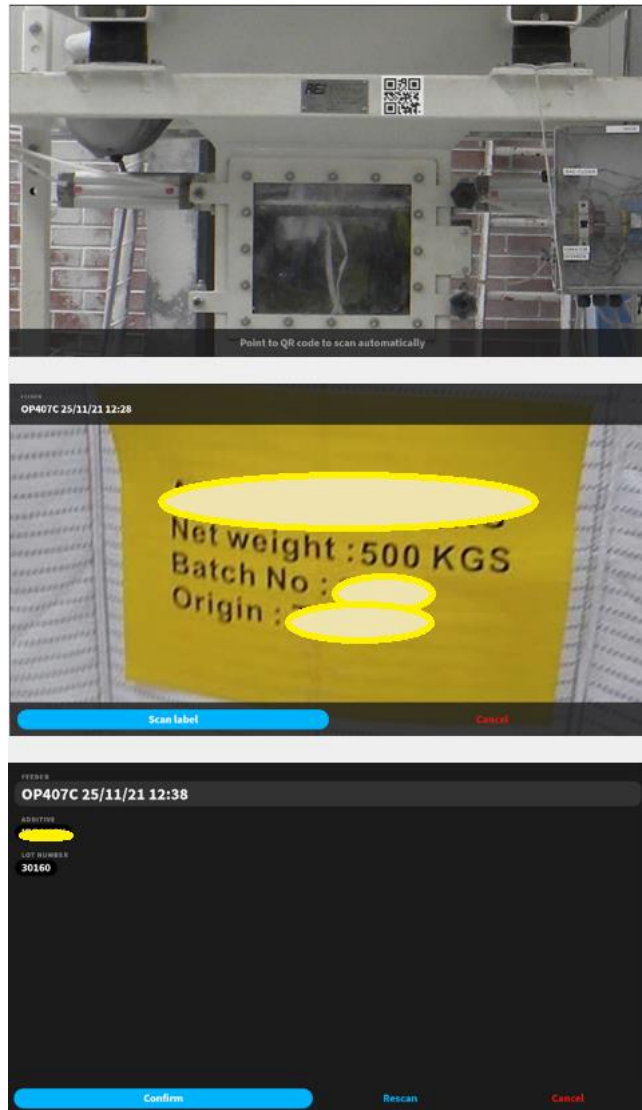 Point to QR code to scan automatically
FEEDER
OP407C 25/11/21 12:28
Net weight : 500 KGS
Batch No :
Origin :
Scan label
Cancel
FEEDER
OP407C 25/11/21 12:38
ADDITIVE
LOT NUMBER
30160
Confirm
Rescan
Cancel